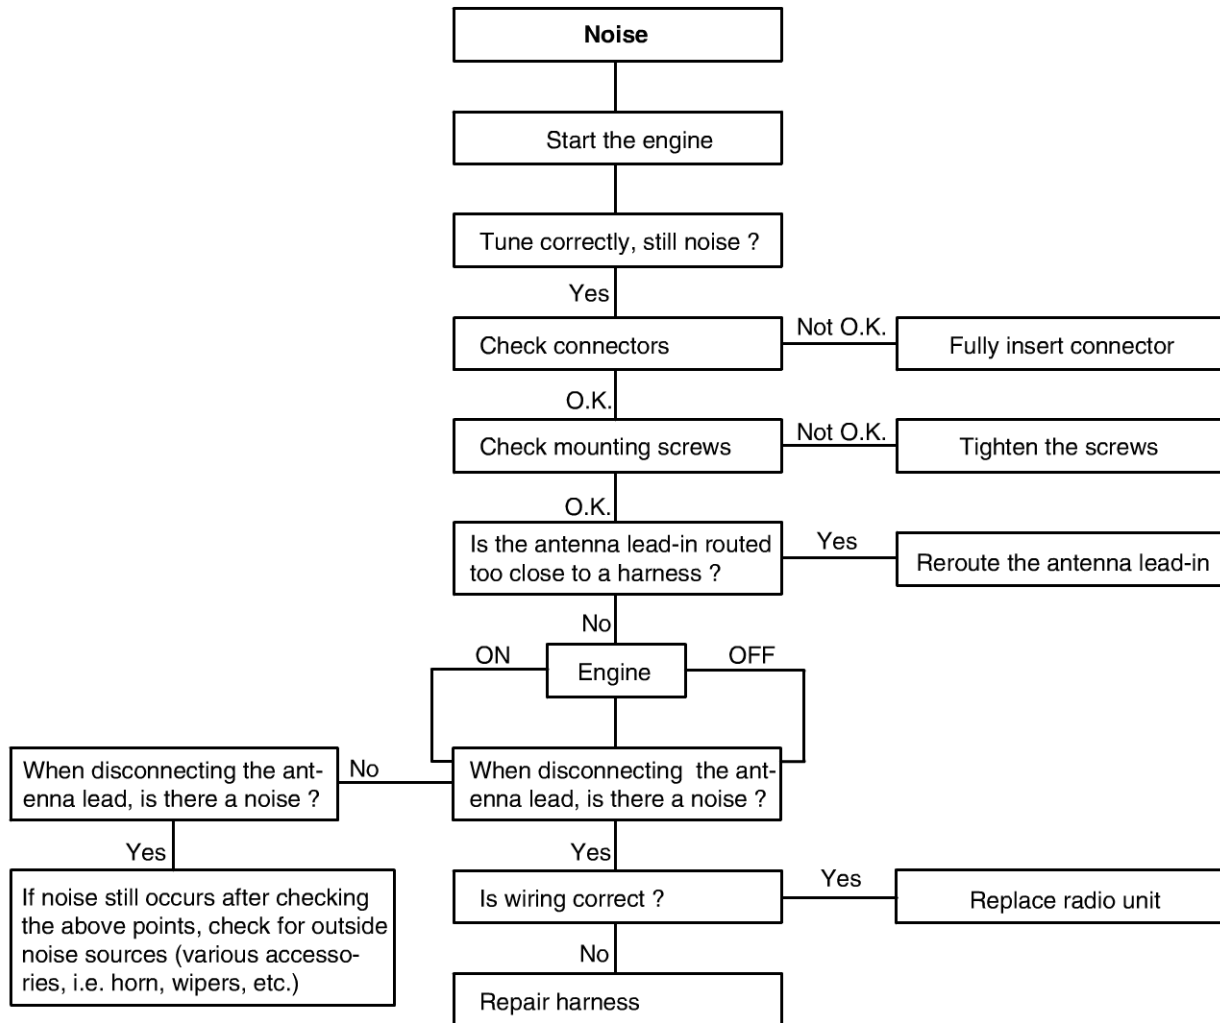 Noise
Start the engine
Tune correctly, still noise ?
Yes
Check connectors
Not O.K.
Fully insert connector
O.K.
Check mounting screws
Not O.K.
Tighten the screws
O.K.
Is the antenna lead-in routed
too close to a harness ?
Yes
Reroute the antenna lead-in
No
ON
Engine
OFF
When disconnecting the ant-
enna lead, is there a noise ?
No
When disconnecting the ant-
enna lead, is there a noise ?
Yes
If noise still occurs after checking
the above points, check for outside
noise sources (various accesso-
ries, i.e. horn, wipers, etc.)
Yes
Is wiring correct ?
Yes
Replace radio unit
No
Repair harness